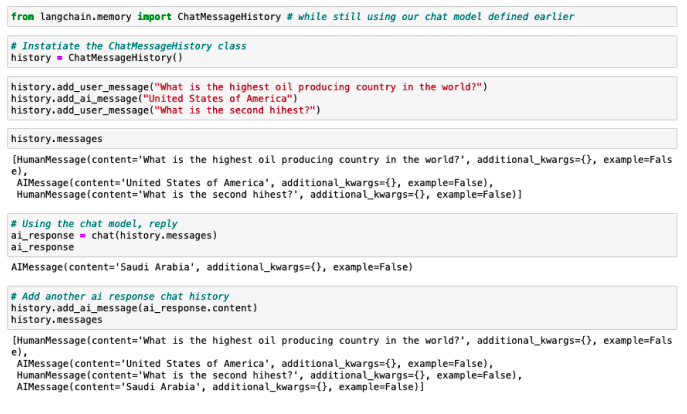 from langchain.memory import ChatMessageHistory # while still using our chat model defined earlier
# Instatiate the ChatMessageHistory class
history = ChatMessageHistory()
history.add_user_message("What is the highest oil producing country in the world?")
history.add_ai_message("United States of America")
history.add_user_message("What is the second hihest?")
history.messages
[HumanMessage(content='What is the highest oil producing country in the world?', additional_kwargs={}, example=Fals
e),
AIMessage(content='United States of America', additional_kwargs={}, example=False),
HumanMessage(content='What is the second hihest?', additional_kwargs={}, example=False)]
# Using the chat model, reply
ai_response = chat(history.messages)
ai_response
AIMessage(content='Saudi Arabia', additional_kwargs={}, example=False)
# Add another ai response chat history
history.add_ai_message(ai_response.content)
history.messages
[HumanMessage(content='What is the highest oil producing country in the world?', additional_kwargs={}, example=Fals
e),
AIMessage(content='United States of America', additional_kwargs={}, example=False),
HumanMessage(content='What is the second hihest?', additional_kwargs={}, example=False),
AIMessage(content='Saudi Arabia', additional_kwargs={}, example=False)]